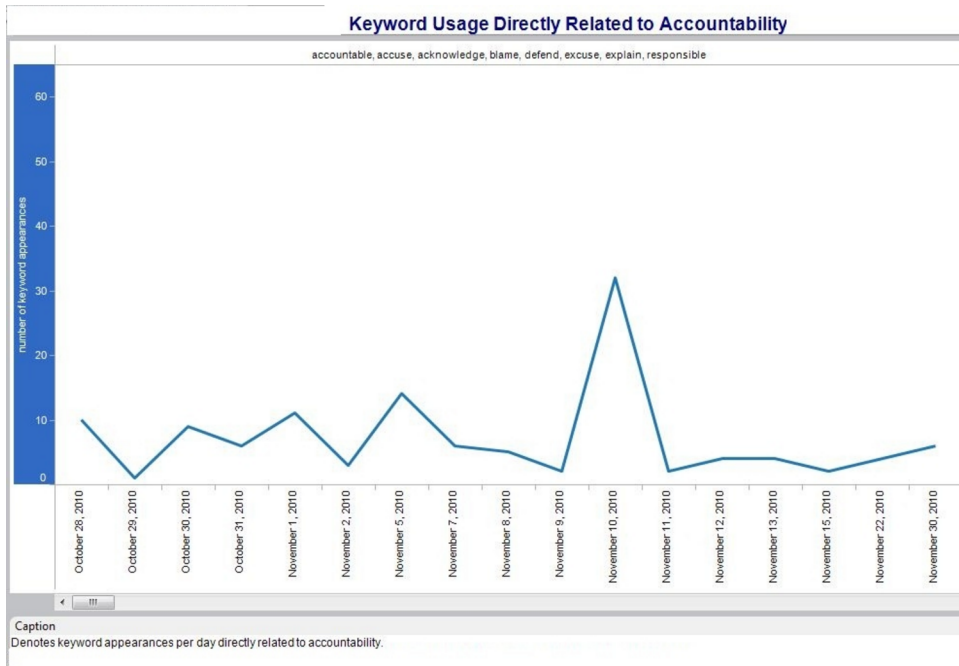 Keyword Usage Directly Related to Accountability
accountable, accuse, acknowledge, blame, defend, excuse, explain, responsible
number of keyword appearances
60
50
40
30
20
10
0
October 28, 2010
October 29, 2010
October 30, 2010
October 31, 2010
November 1, 2010
November 2, 2010
November 5, 2010
November 7, 2010
November 8, 2010
November 9, 2010
November 10, 2010
November 11, 2010
November 12, 2010
November 13, 2010
November 15, 2010
November 22, 2010
November 30, 2010
Caption
Denotes keyword appearances per day directly related to accountability.